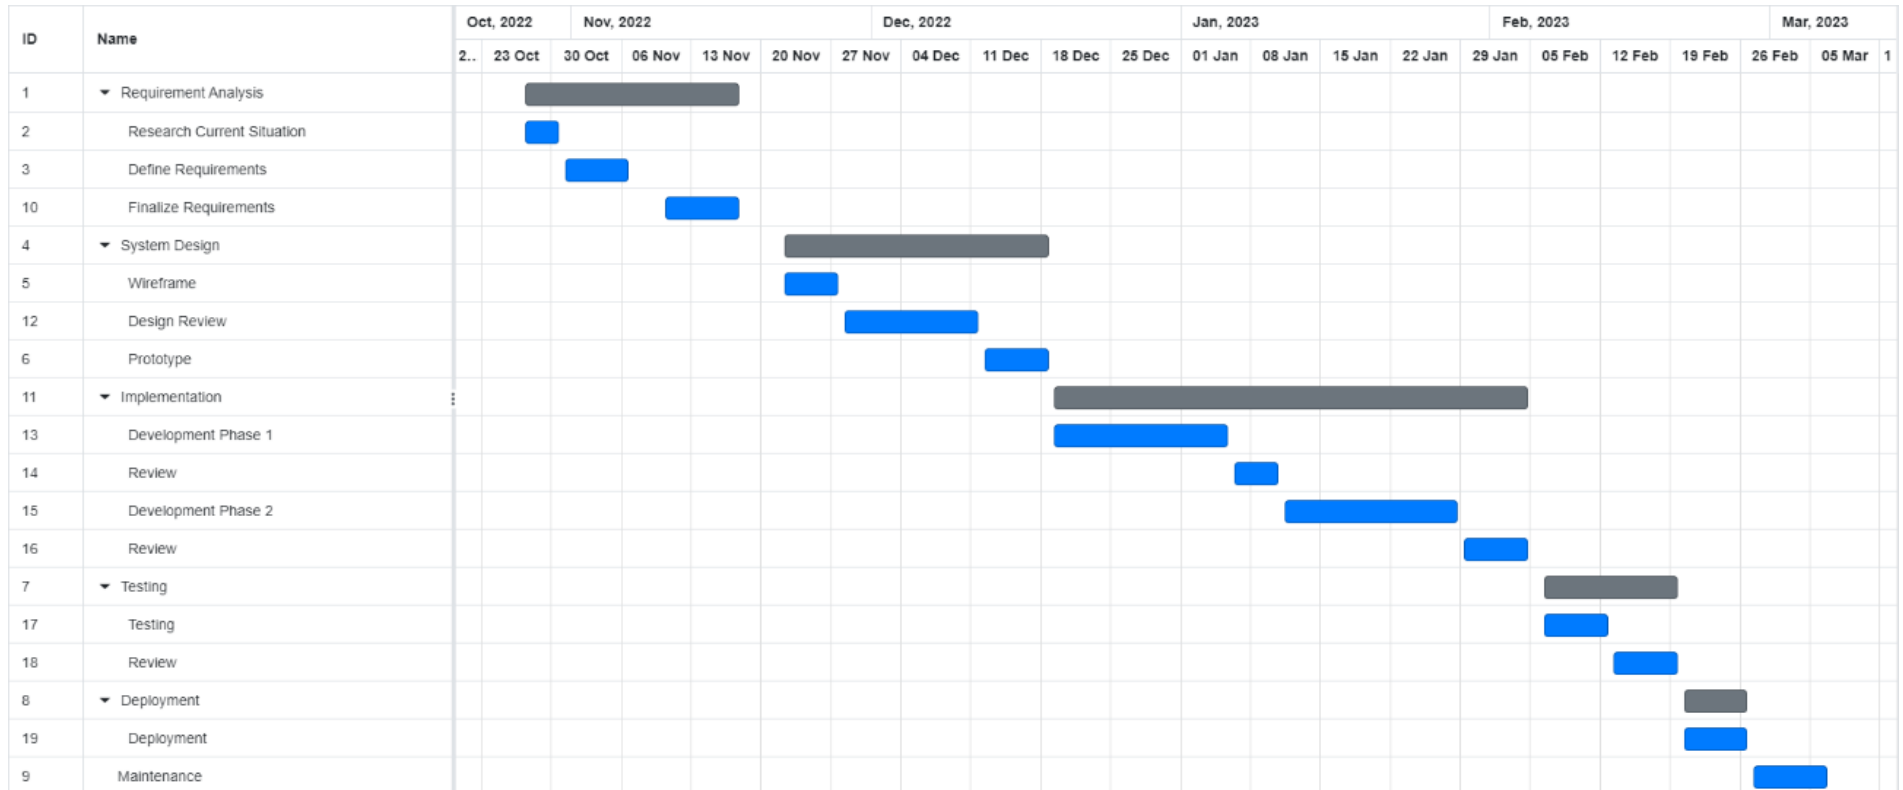 ID Name Oct, 2022 Nov, 2022 Dec, 2022 Jan, 2023 Feb, 2023 Mar, 2023
2.. 23 Oct 30 Oct 06 Nov 13 Nov 20 Nov 27 Nov 04 Dec 11 Dec 18 Dec 25 Dec 01 Jan 08 Jan 15 Jan 22 Jan 29 Jan 05 Feb 12 Feb 19 Feb 26 Feb 05 Mar 1
1 Requirement Analysis
2 Research Current Situation
3 Define Requirements
10 Finalize Requirements
4 System Design
5 Wireframe
12 Design Review
6 Prototype
11 Implementation
13 Development Phase 1
14 Review
15 Development Phase 2
16 Review
7 Testing
17 Testing
18 Review
8 Deployment
19 Deployment
9 Maintenance